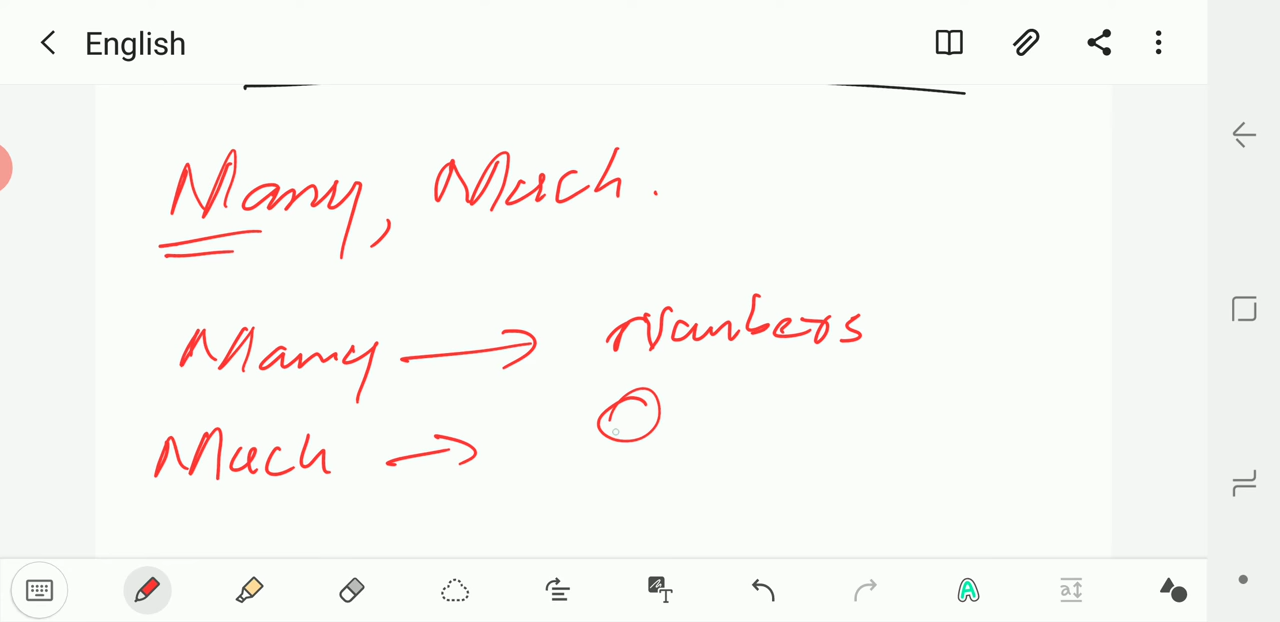 English
Many, Much.
Many → Numbers
Much →